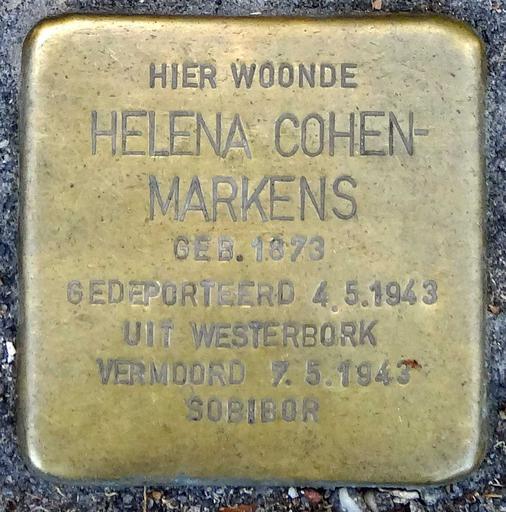 HIER WOONDE
HELENA COHEN-
MARKENS
GEB. 1873
GEDEPORTEERD 4.5.1943
UIT WESTERBORK
VERMOORD 7.5.1943
SOBIBOR